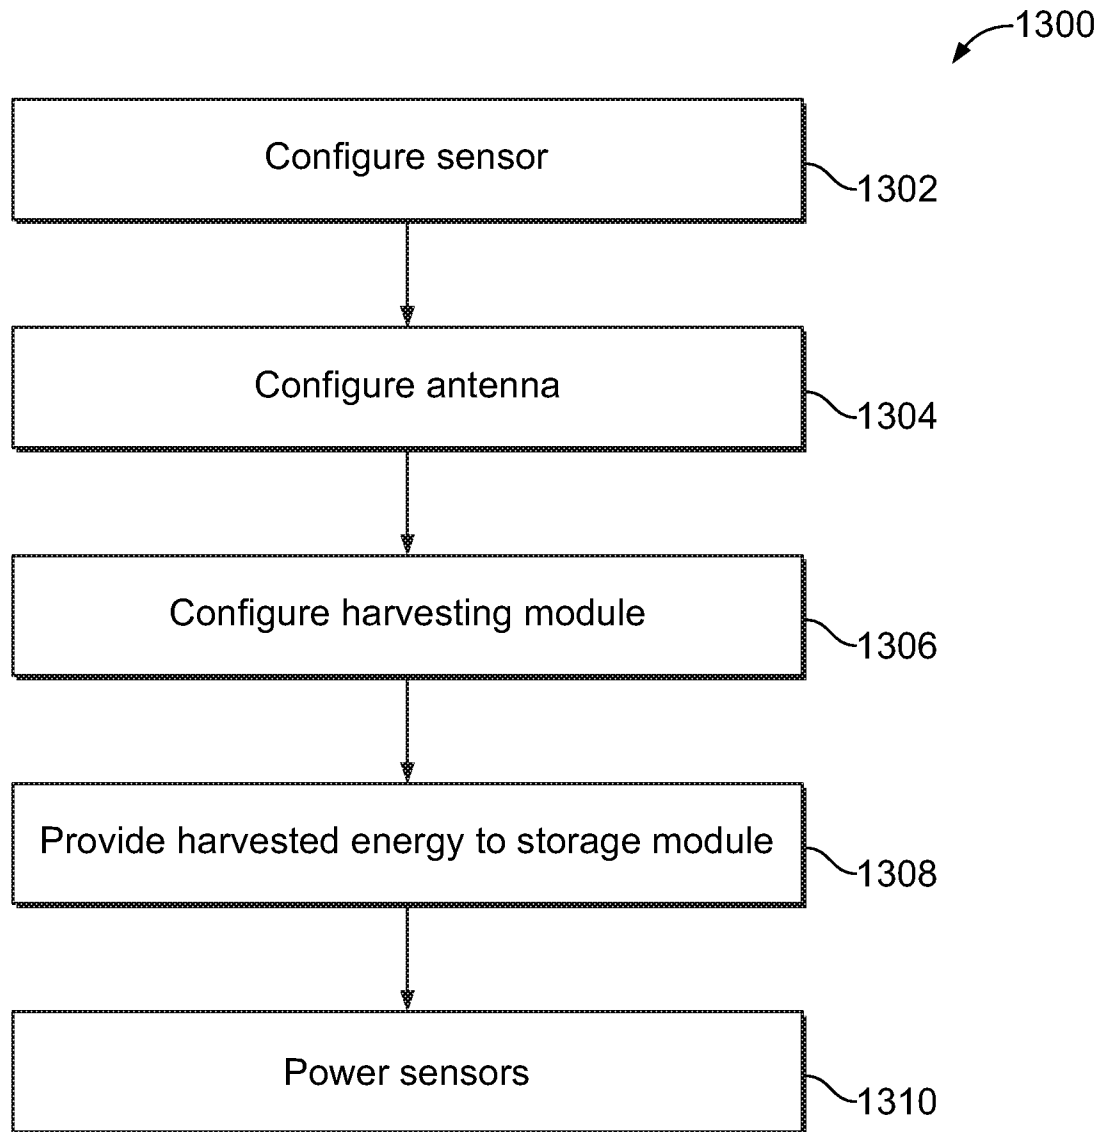 1300
Configure sensor
1302
Configure antenna
1304
Configure harvesting module
1306
Provide harvested energy to storage module
1308
Power sensors
1310